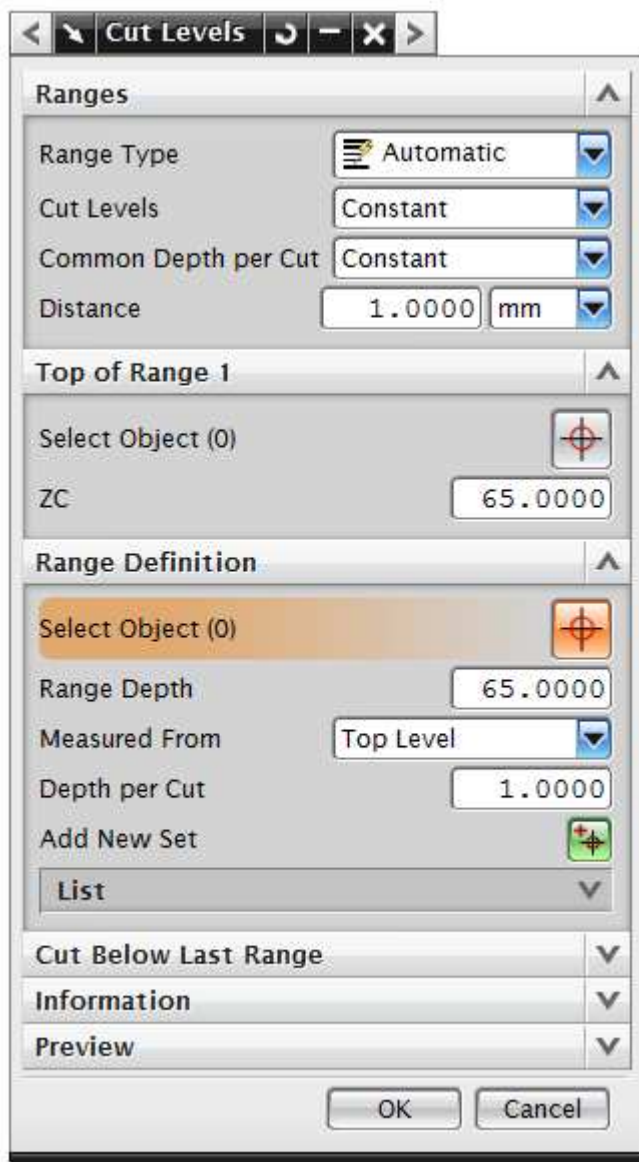 Cut Levels
Ranges
Range Type Automatic
Cut Levels Constant
Common Depth per Cut Constant
Distance 1.0000 mm
Top of Range 1
Select Object (0)
ZC 65.0000
Range Definition
Select Object (0)
Range Depth 65.0000
Measured From Top Level
Depth per Cut 1.0000
Add New Set
List
Cut Below Last Range
Information
Preview
OK Cancel